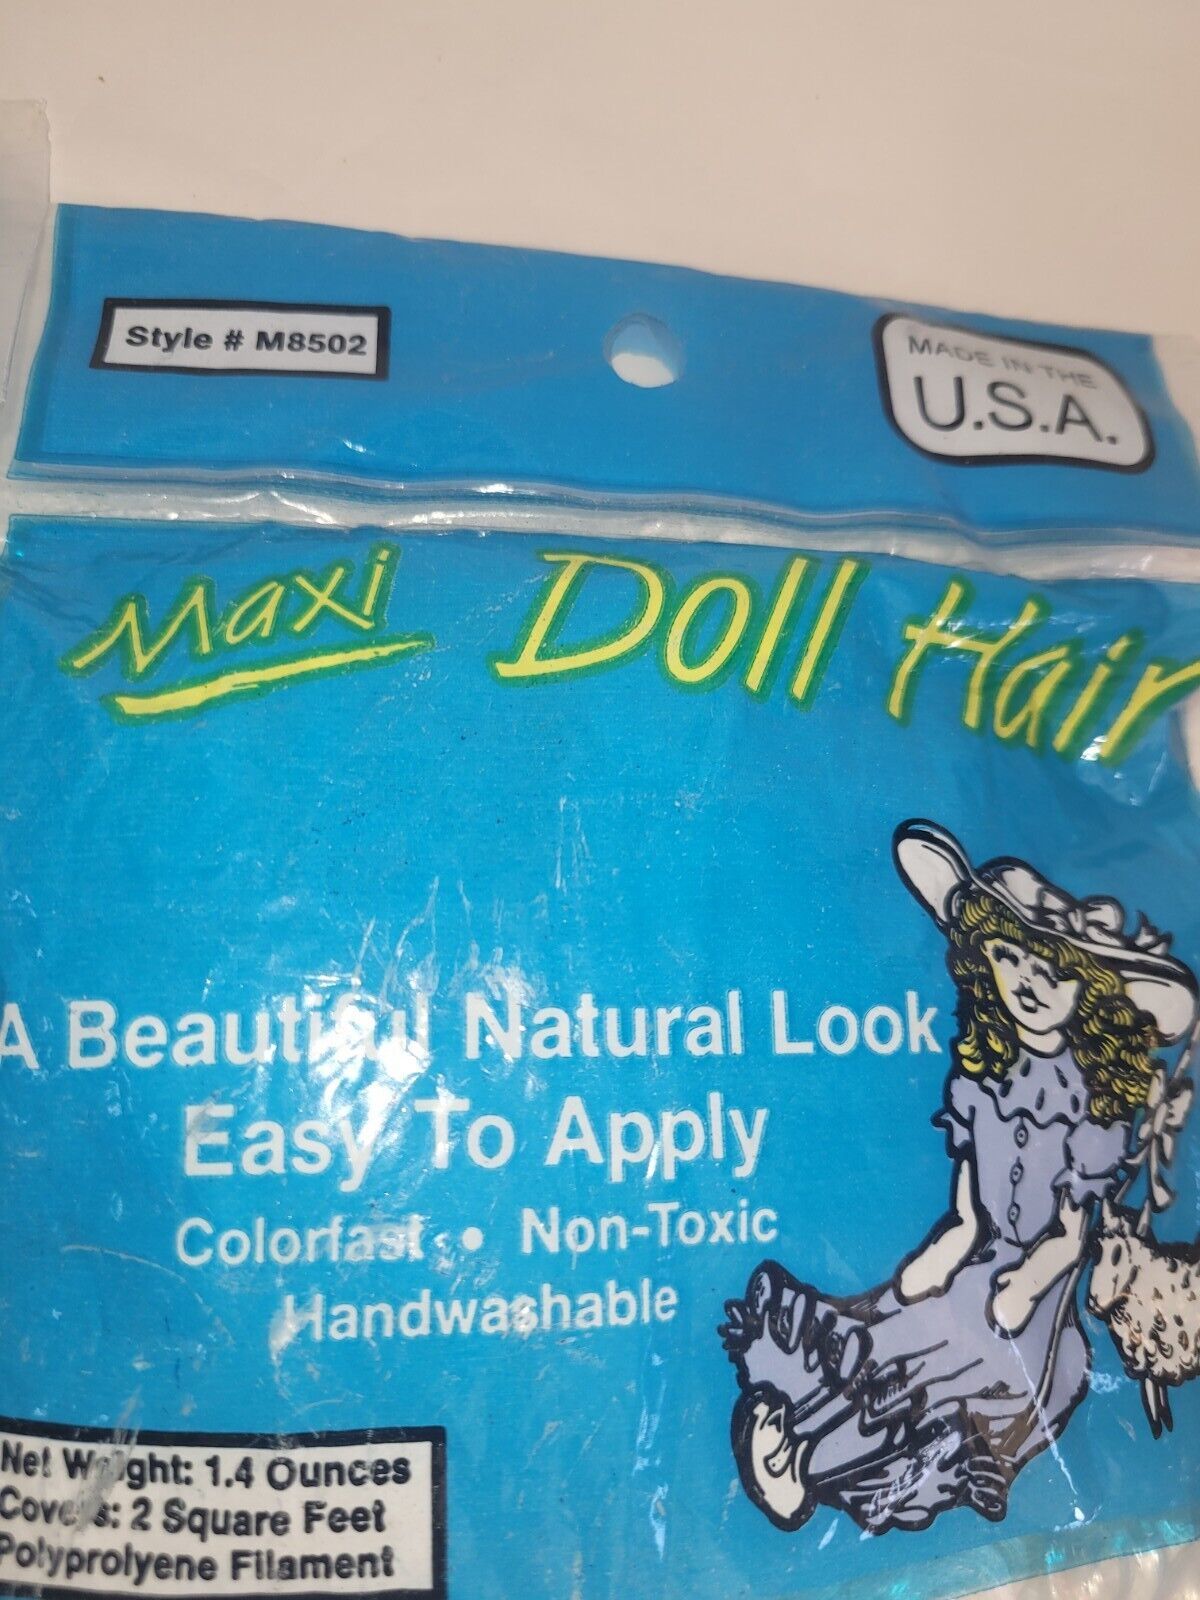 Style # M8502
MADE IN THE
U.S.A.
Maxi Doll Hair
A Beautiful Natural Look
Easy To Apply
Colorfast • Non-Toxic
Handwashable
Net Weight: 1.4 Ounces
Covers: 2 Square Feet
Polyprolyene Filament